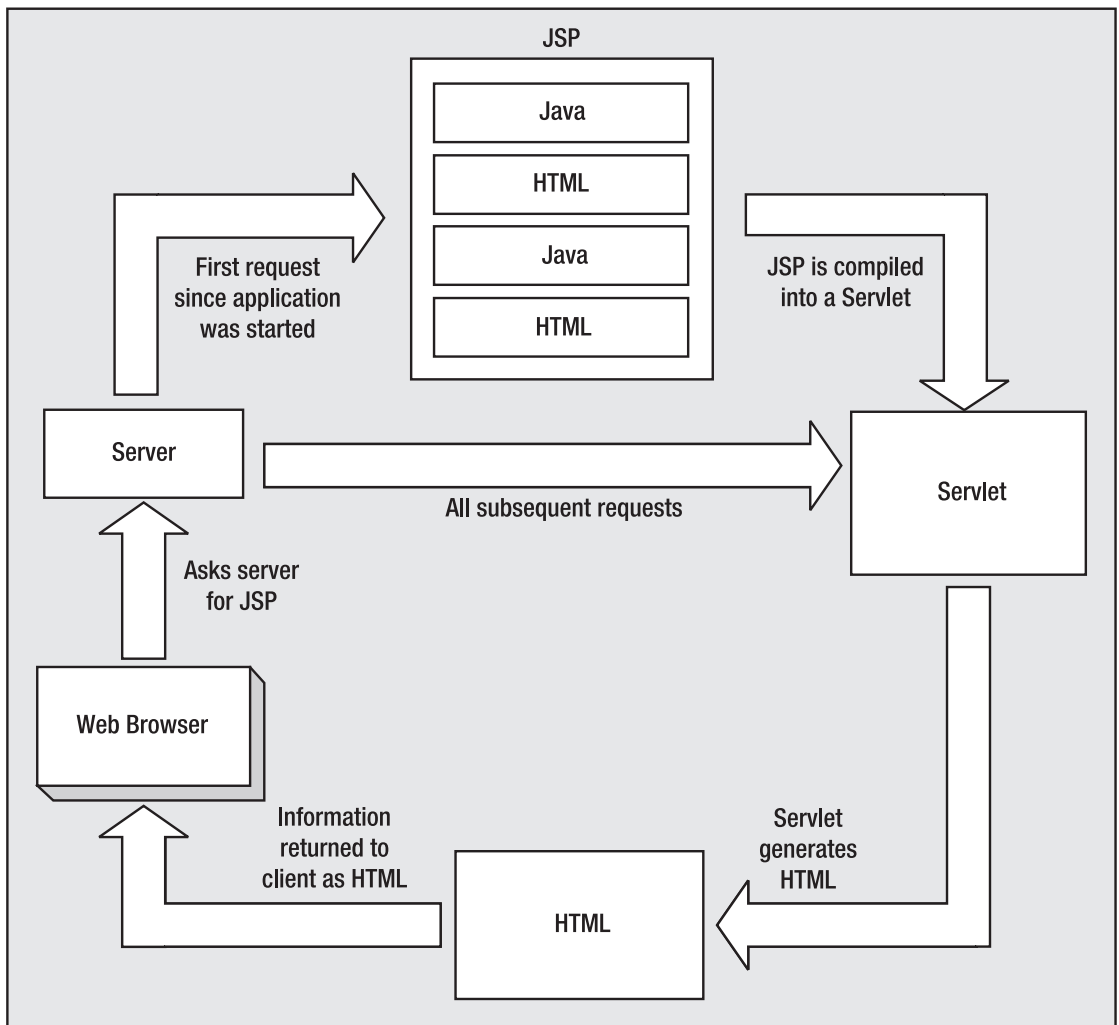 JSP
Java
HTML
Java
HTML
First request
since application
was started
JSP is compiled
into a Servlet
Server
All subsequent requests
Servlet
Asks server
for JSP
Web Browser
Information
returned to
client as HTML
HTML
Servlet
generates
HTML